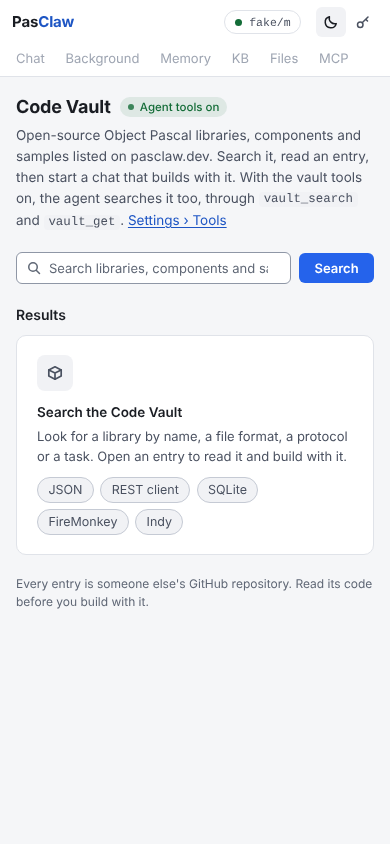 PasClaw
fake/m
Chat Background Memory KB Files MCP
Code Vault
Agent tools on
Open-source Object Pascal libraries, components and
samples listed on pasclaw.dev. Search it, read an entry,
then start a chat that builds with it. With the vault tools
on, the agent searches it too, through vault_search
and vault_get. Settings › Tools
Search libraries, components and sa
Search
Results
Search the Code Vault
Look for a library by name, a file format, a protocol
or a task. Open an entry to read it and build with it.
JSON REST client SQLite
FireMonkey Indy
Every entry is someone else's GitHub repository. Read its code
before you build with it.